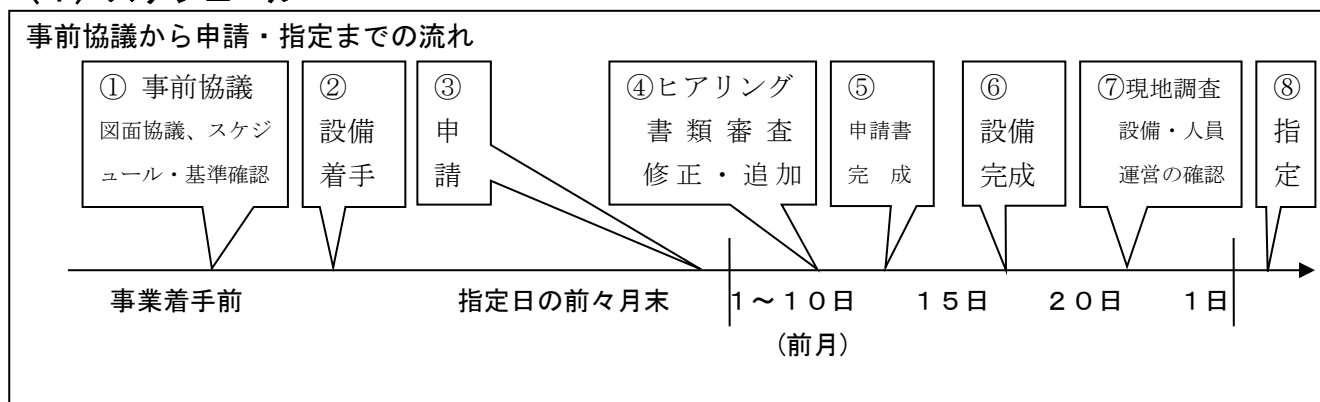 事前協議から申請・指定までの流れ
① 事前協議
図面協議、スケジ
ュール・基準確認
②
設備
着手
③
申
請
④ヒアリング
書類審査
修正・追加
⑤
申請書
完 成
⑥
設備
完成
⑦現地調査
設備・人員
運営の確認
⑧
指
定
事業着手前
指定日の前々月末
1～10日
15日
20日
1日
(前月)